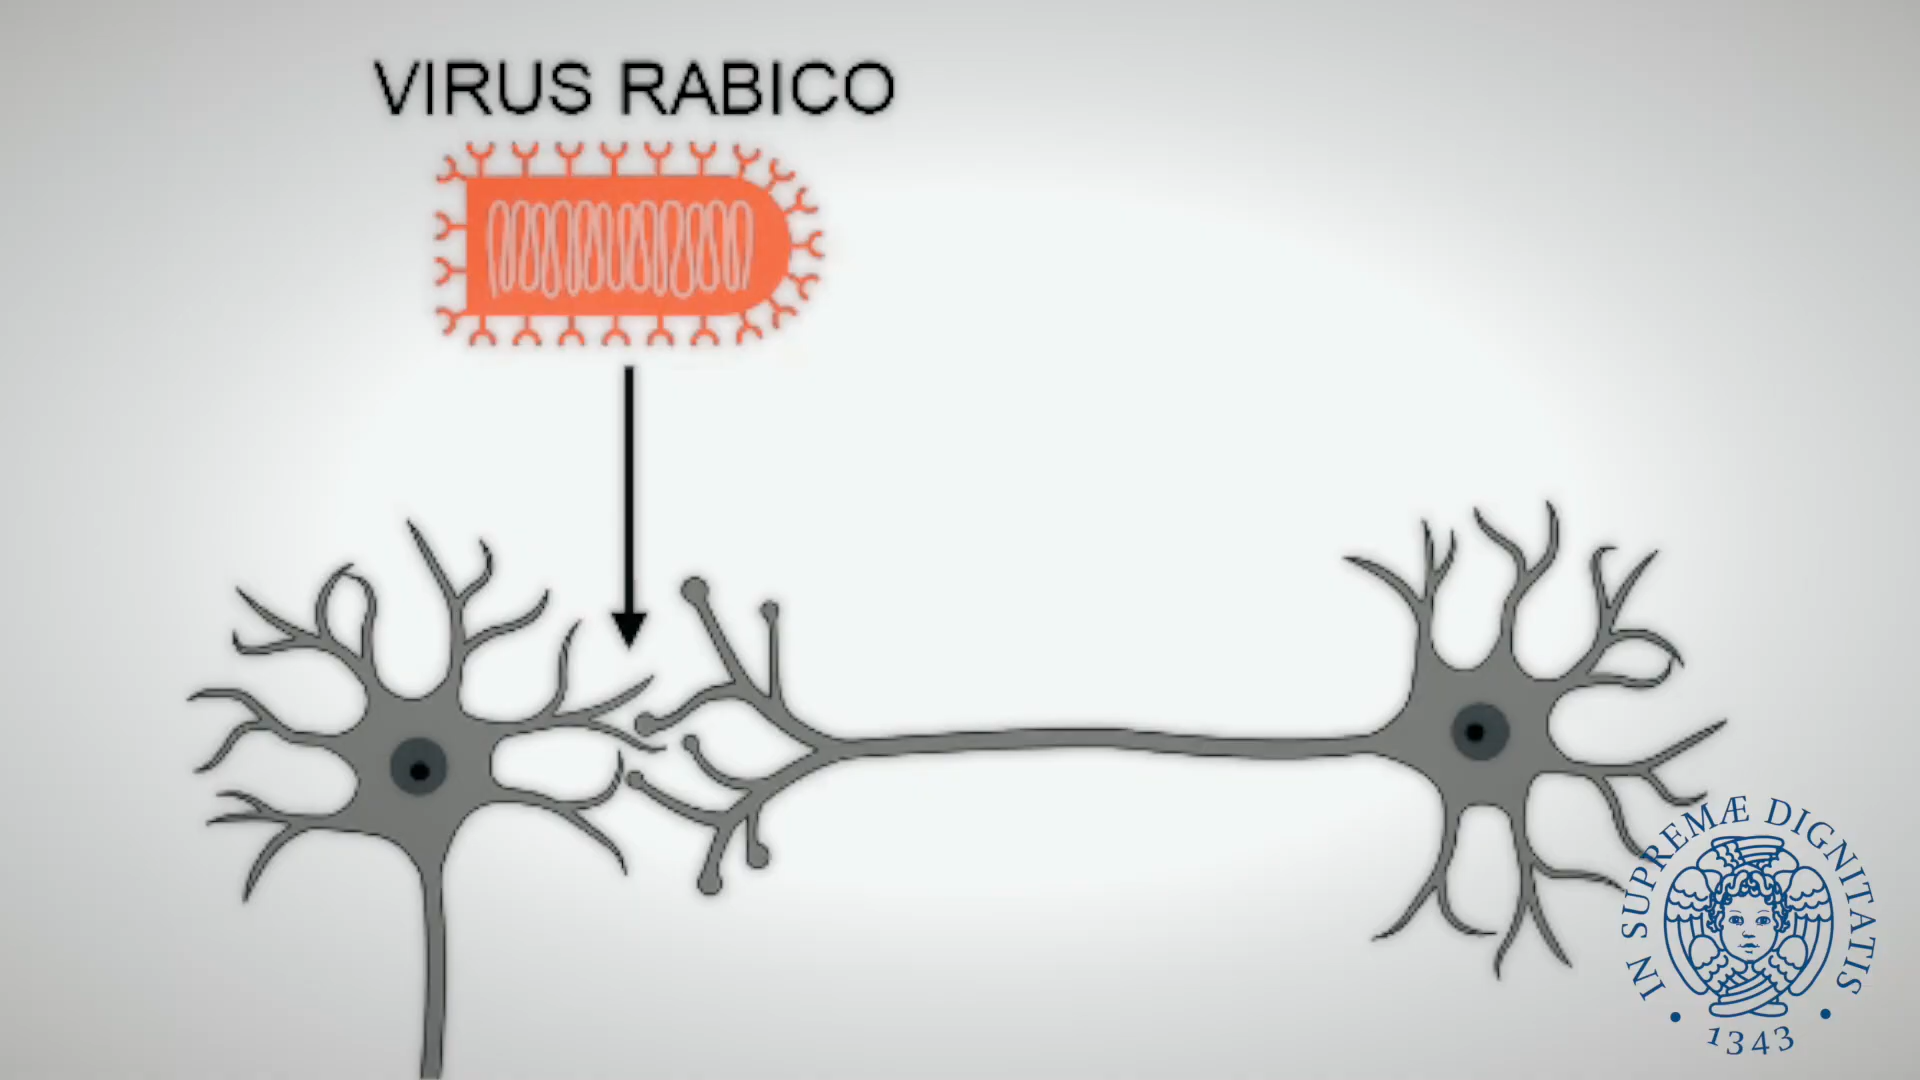 VIRUS RABICO
IN SUPREMÆ DIGNITATIS
• 1343 •